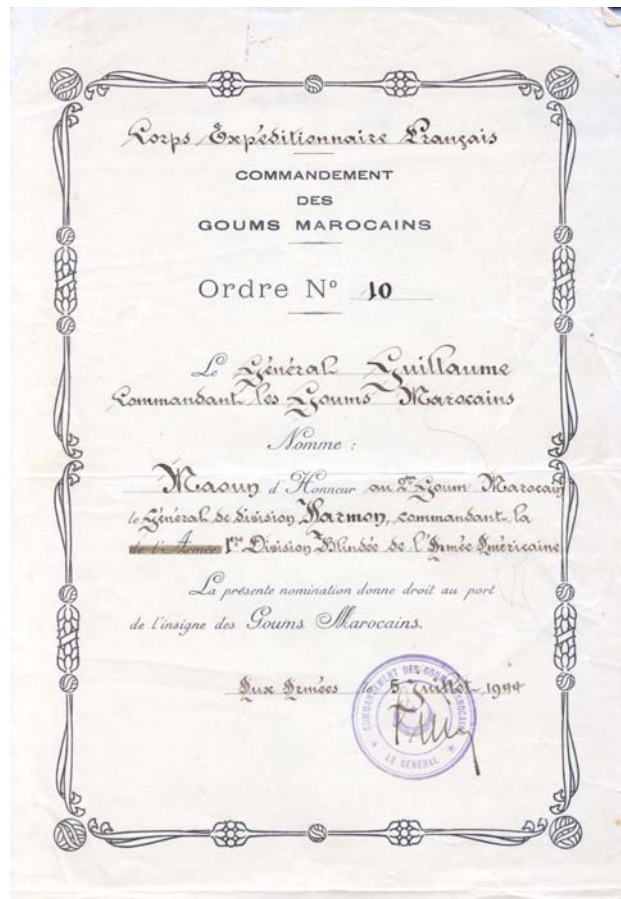 Corps Expéditionnaire Français
COMMANDEMENT
DES
GOUMS MAROCAINS
Ordre Nº 10
Le Général Guillaume
Commandant les Goums Marocains
Nomme :
Maoun d'Honneur au 2ème Goum Marocain
le Général de division Harmon, commandant la
de l'Armée 1ère Division Blindée de l'Armée Américaine
La présente nomination donne droit au port
de l'insigne des Goums Marocains.
Aux Armées le 5 Juillet 1944
COMMANDEMENT DES GOUMS MAROCAINS
LE GÉNÉRAL